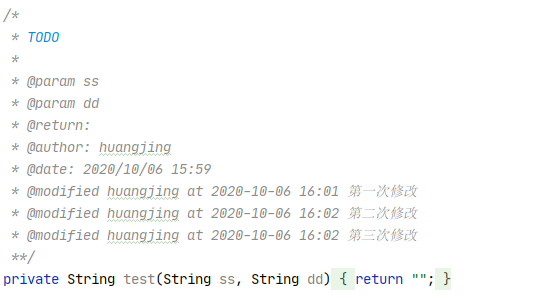 /*
* TODO
*
* @param ss
* @param dd
* @return:
* @author: huangjing
* @date: 2020/10/06 15:59
* @modified huangjing at 2020-10-06 16:01 第一次修改
* @modified huangjing at 2020-10-06 16:02 第二次修改
* @modified huangjing at 2020-10-06 16:02 第三次修改
**/
private String test(String ss, String dd) { return ""; }